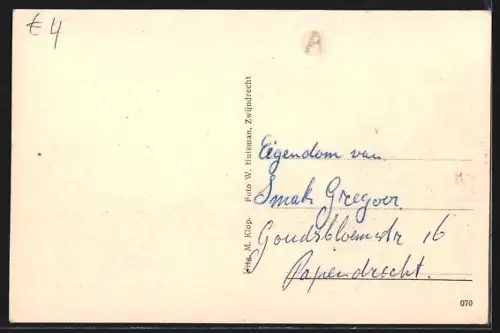 € 4
A
Uitg. M. Klop. Foto W. Huisman, Zwijndrecht
Eigendom van
Smak Gregoor
Goudsbloemstr 16
Papendrecht.
070